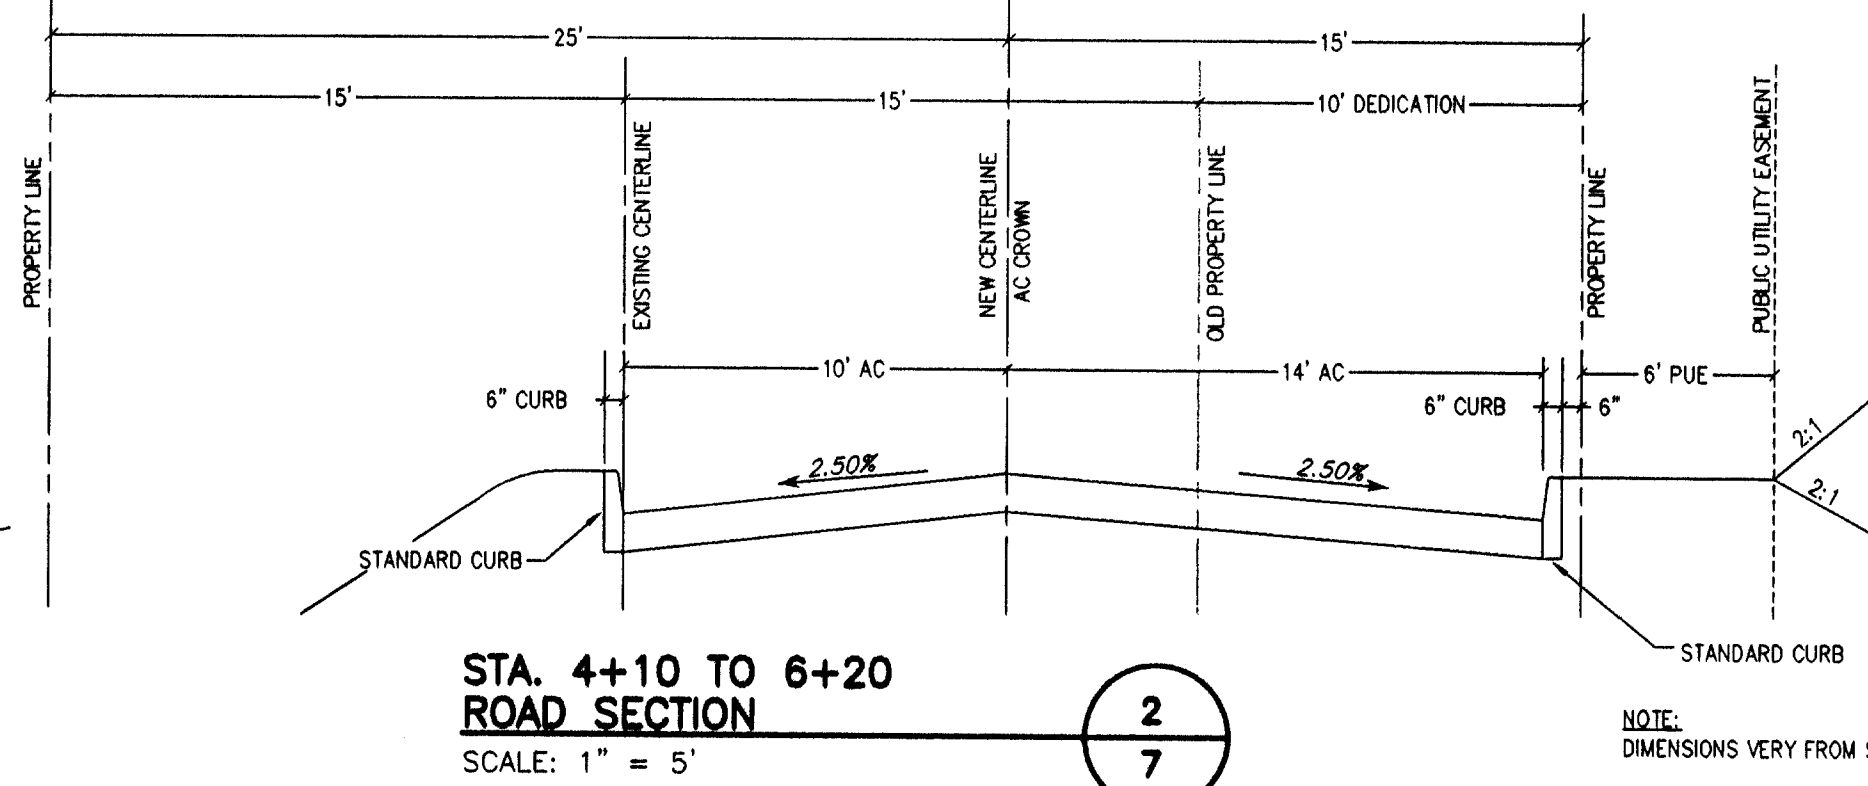 25'
15'
15'
15'
10' DEDICATION
PROPERTY LINE
EXISTING CENTERLINE
NEW CENTERLINE
AC CROWN
OLD PROPERTY LINE
PROPERTY LINE
PUBLIC UTILITY EASEMENT
10' AC
14' AC
6' PUE
6" CURB
6" CURB
6"
2.50%
2.50%
2:1
2:1
STANDARD CURB
STANDARD CURB
STA. 4+10 TO 6+20
ROAD SECTION
SCALE: 1" = 5'
2
7
NOTE:
DIMENSIONS VERY FROM